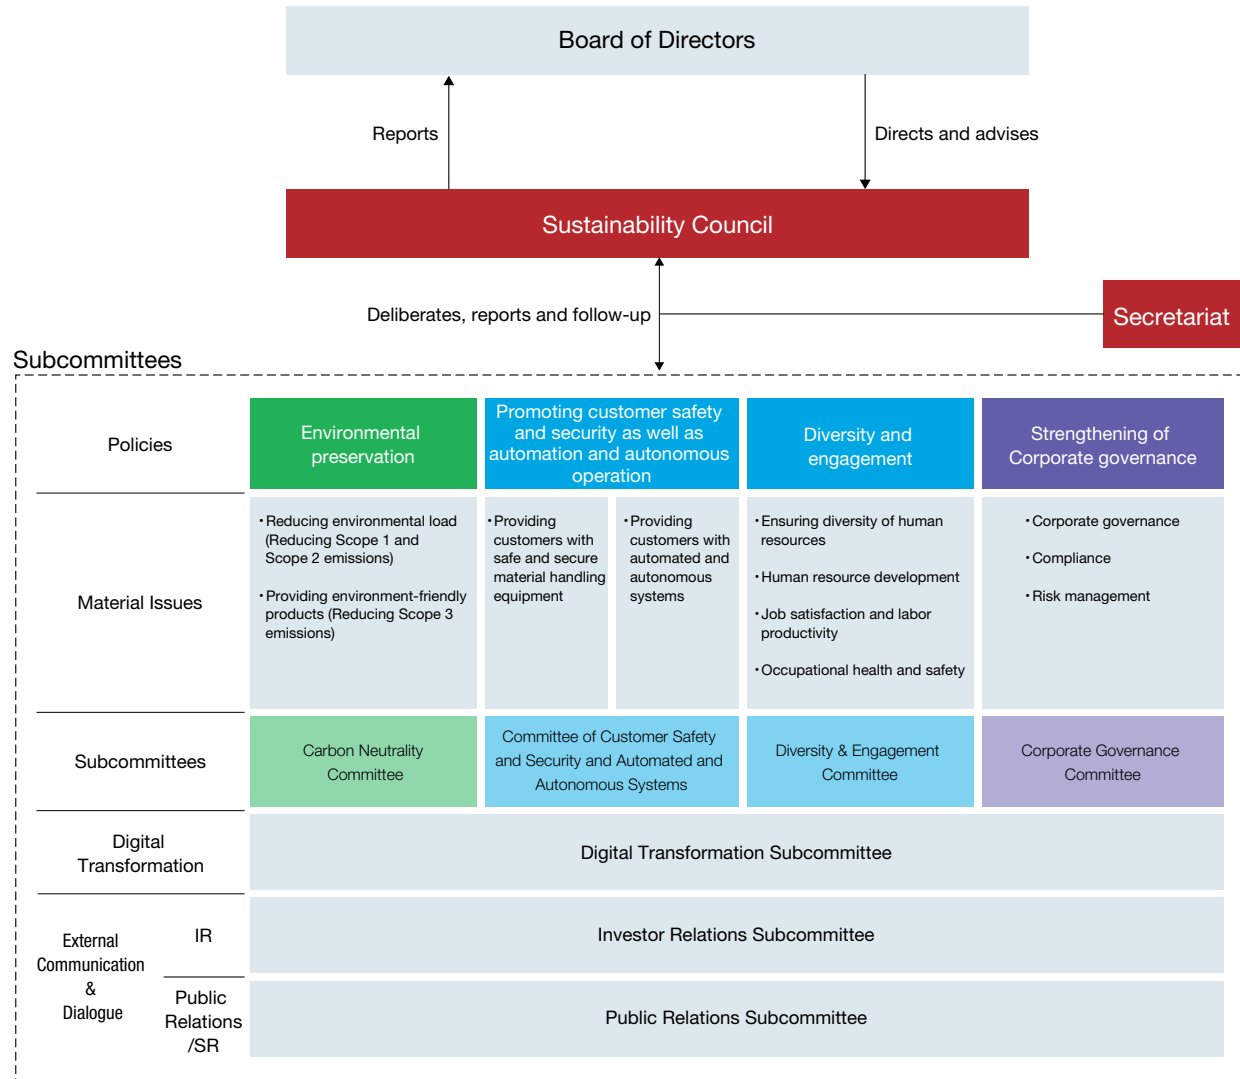 Board of Directors
Reports
Directs and advises
Sustainability Council
Deliberates, reports and follow-up
Secretariat
Subcommittees
Policies
Environmental
preservation
Promoting customer safety
and security as well as
automation and autonomous
operation
Diversity and
engagement
Strengthening of
Corporate governance
Material Issues
・Reducing environmental load
(Reducing Scope 1 and
Scope 2 emissions)
・Providing environment-friendly
products (Reducing Scope 3
emissions)
・Providing
customers with
safe and secure
material handling
equipment
・Providing
customers with
automated and
autonomous
systems
・Ensuring diversity of human
resources
・Human resource development
・Job satisfaction and labor
productivity
・Occupational health and safety
・Corporate governance
・Compliance
・Risk management
Subcommittees
Carbon Neutrality
Committee
Committee of Customer Safety
and Security and Automated and
Autonomous Systems
Diversity & Engagement
Committee
Corporate Governance
Committee
Digital
Transformation
Digital Transformation Subcommittee
External
Communication
&
Dialogue
IR
Investor Relations Subcommittee
Public
Relations
/SR
Public Relations Subcommittee